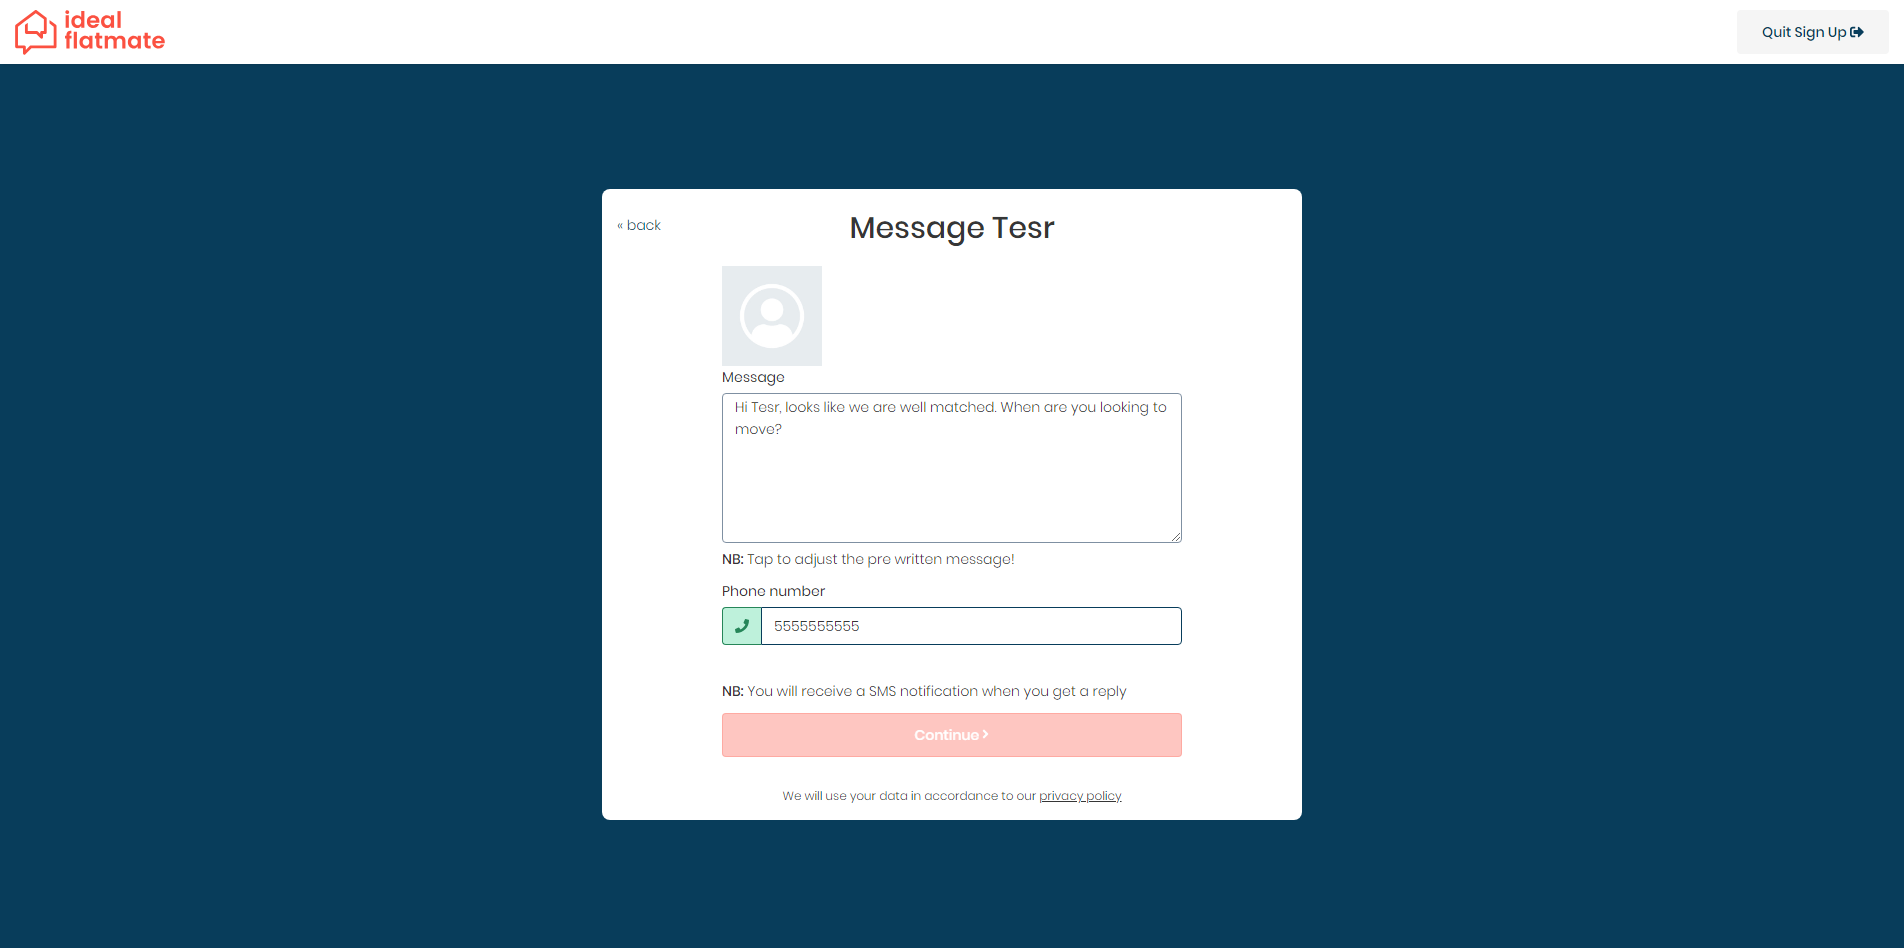 ideal
flatmate
Quit Sign Up
« back
Message Tesr
Message
Hi Tesr, looks like we are well matched. When are you looking to
move?
NB: Tap to adjust the pre written message!
Phone number
5555555555
NB: You will receive a SMS notification when you get a reply
Continue
We will use your data in accordance to our privacy policy